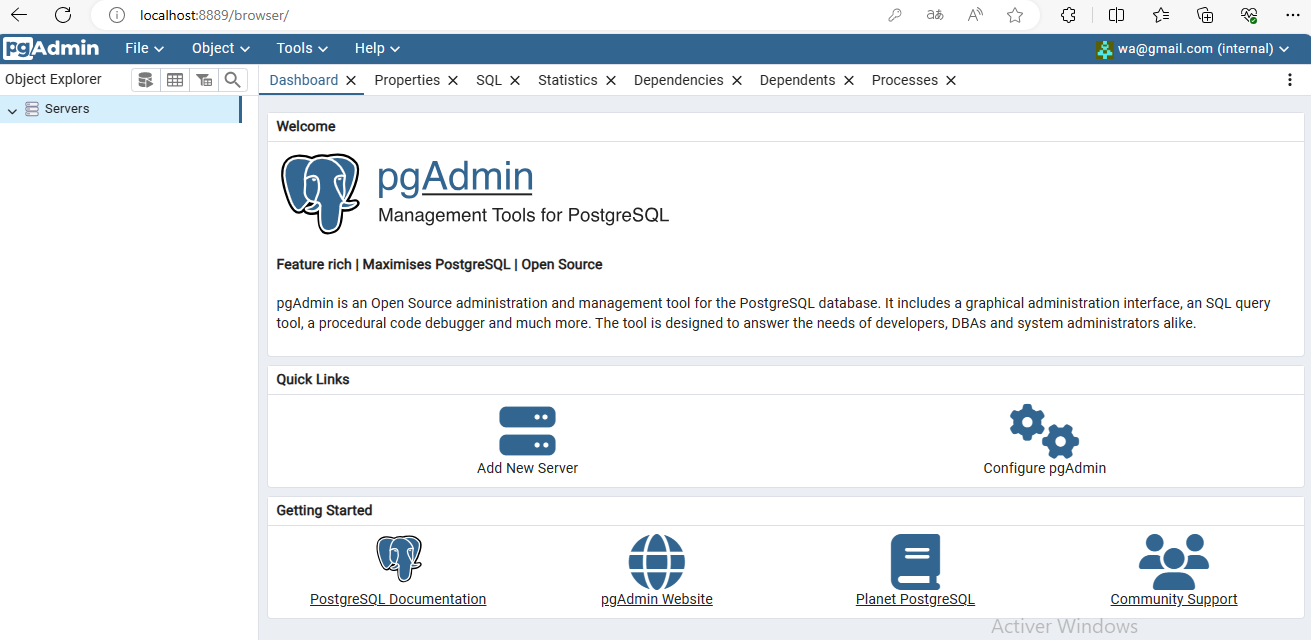 localhost:8889/browser/
pgAdmin File Object Tools Help wa@gmail.com (internal)
Object Explorer Dashboard Properties SQL Statistics Dependencies Dependents Processes
Servers
Welcome
pgAdmin
Management Tools for PostgreSQL
Feature rich | Maximises PostgreSQL | Open Source
pgAdmin is an Open Source administration and management tool for the PostgreSQL database. It includes a graphical administration interface, an SQL query
tool, a procedural code debugger and much more. The tool is designed to answer the needs of developers, DBAs and system administrators alike.
Quick Links
Add New Server Configure pgAdmin
Getting Started
PostgreSQL Documentation pgAdmin Website Planet PostgreSQL Community Support
Activer Windows